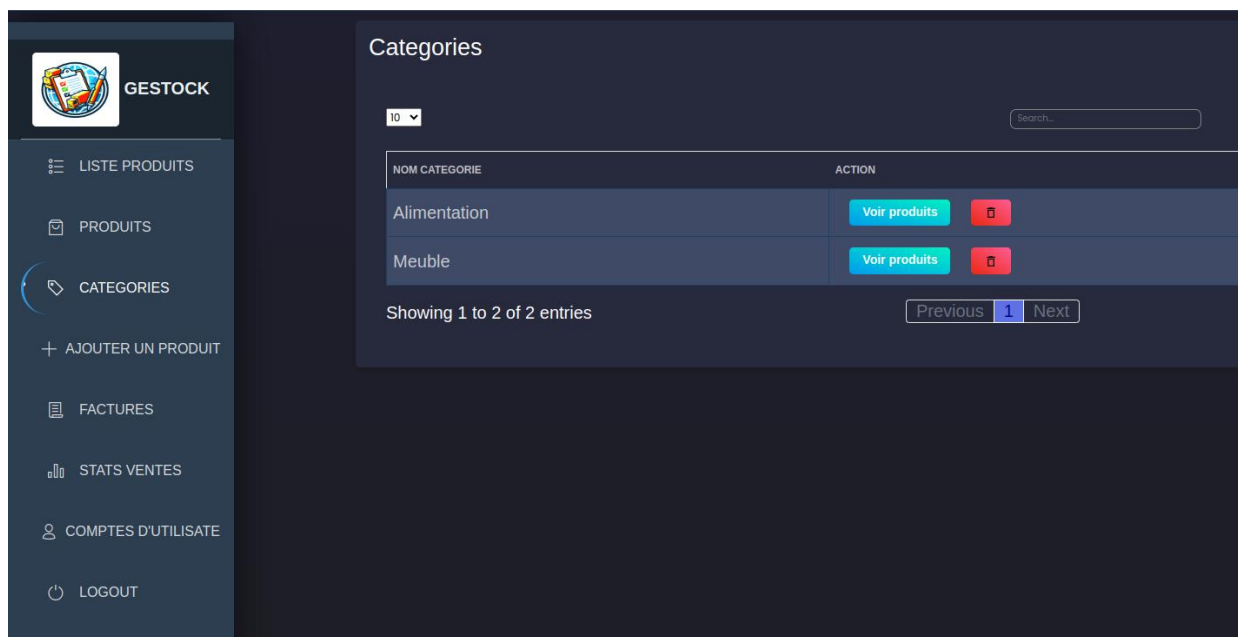 GESTOCK
LISTE PRODUITS
PRODUITS
CATEGORIES
AJOUTER UN PRODUIT
FACTURES
STATS VENTES
COMPTES D'UTILISATE
LOGOUT
Categories
10
Search...
NOM CATEGORIE ACTION
Alimentation Voir produits
Meuble Voir produits
Showing 1 to 2 of 2 entries Previous 1 Next